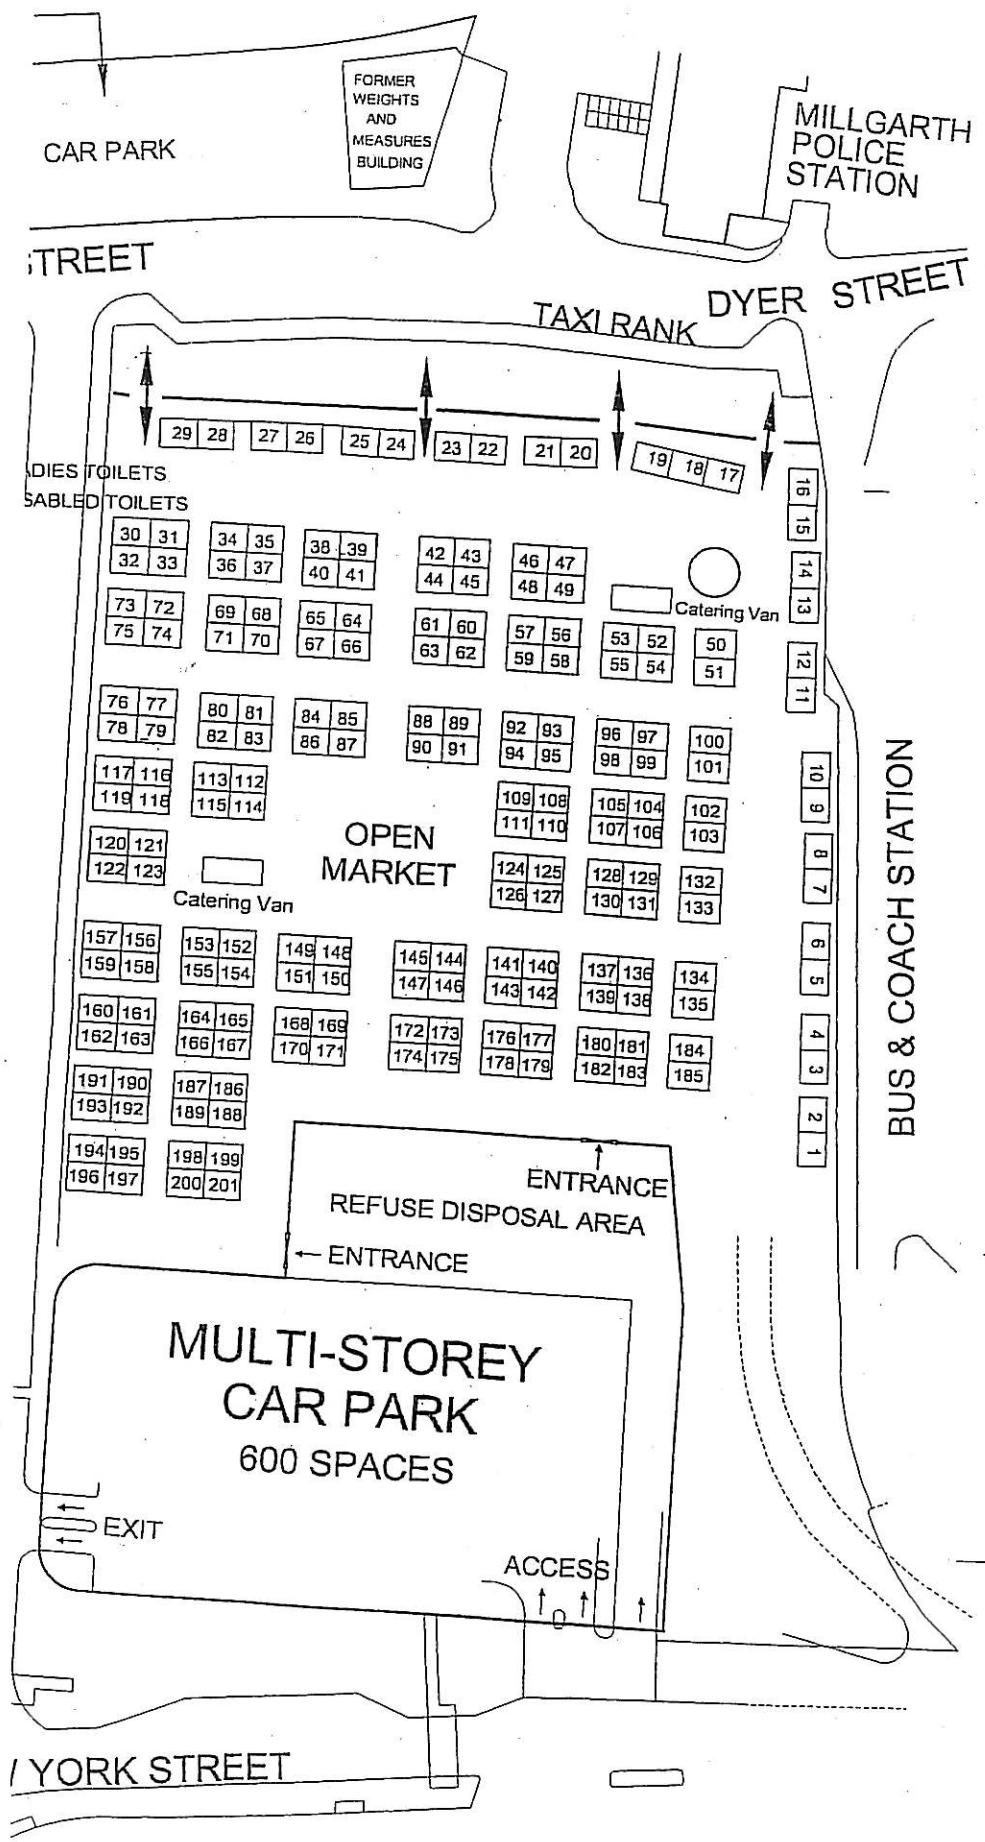 FORMER
WEIGHTS
AND
MEASURES
BUILDING
CAR PARK
MILLGARTH
POLICE
STATION
STREET
DYER STREET
TAXI RANK
29 28 27 26 25 24 23 22 21 20 19 18 17
ADIES TOILETS
SABLED TOILETS
16
15
14
13
12
11
10
9
8
7
6
5
4
3
2
1
30 31 34 35 38 39 42 43 46 47
32 33 36 37 40 41 44 45 48 49
Catering Van
73 72 69 68 65 64 61 60 57 56 53 52 50
75 74 71 70 67 66 63 62 59 58 55 54 51
76 77 80 81 84 85 88 89 92 93 96 97 100
78 79 82 83 86 87 90 91 94 95 98 99 101
117 116 113 112 109 108 105 104 102
119 118 115 114 111 110 107 106 103
OPEN
MARKET
120 121 124 125 128 129 132
122 123 126 127 130 131 133
Catering Van
157 156 153 152 149 148 145 144 141 140 137 136 134
159 158 155 154 151 150 147 146 143 142 139 138 135
160 161 164 165 168 169 172 173 176 177 180 181 184
162 163 166 167 170 171 174 175 178 179 182 183 185
191 190 187 186
193 192 189 188
194 195 198 199
196 197 200 201
BUS & COACH STATION
ENTRANCE
REFUSE DISPOSAL AREA
ENTRANCE
MULTI-STOREY
CAR PARK
600 SPACES
EXIT
ACCESS
YORK STREET